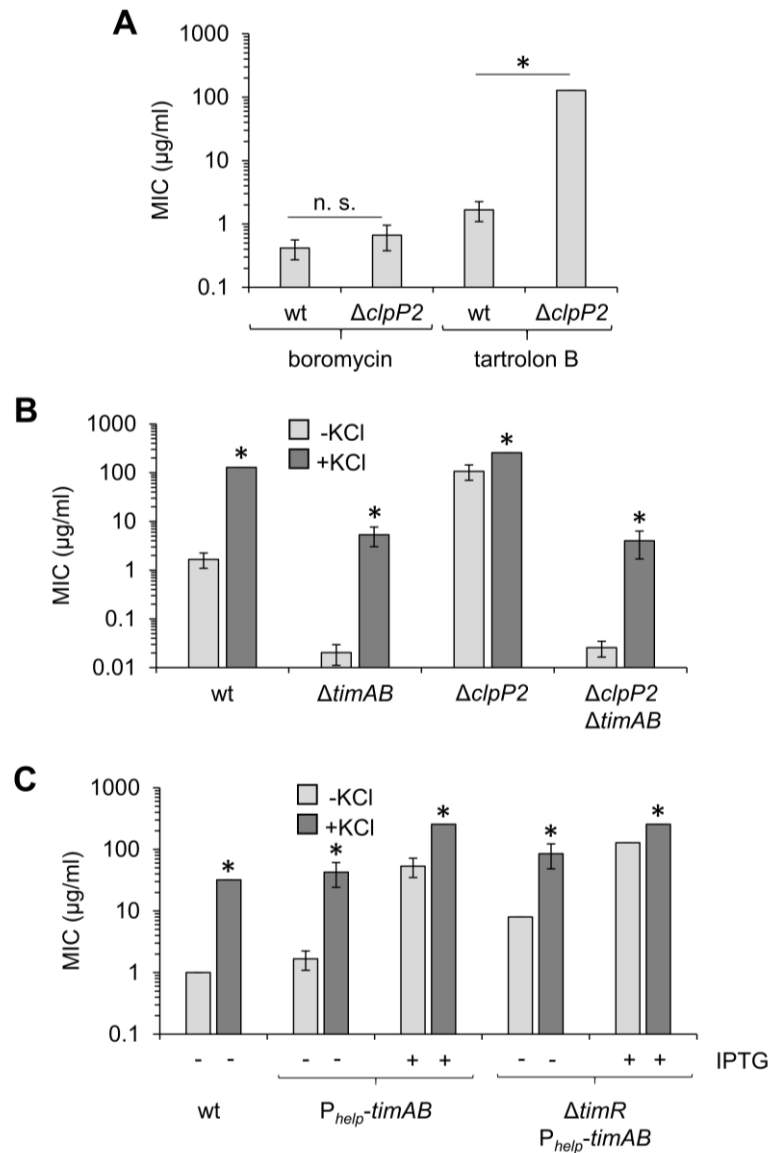 A
MIC (µg/ml)
1000
100
10
1
0.1
n. s.
*
wt ΔclpP2 wt ΔclpP2
boromycin tartrolon B
B
MIC (µg/ml)
1000
100
10
1
0.1
0.01
-KCl
+KCl
* * * *
wt ΔtimAB ΔclpP2 ΔclpP2
ΔtimAB
C
MIC (µg/ml)
1000
100
10
1
0.1
-KCl
+KCl
* * * * *
- - - - + + - - + + IPTG
wt Phelp-timAB ΔtimR
Phelp-timAB